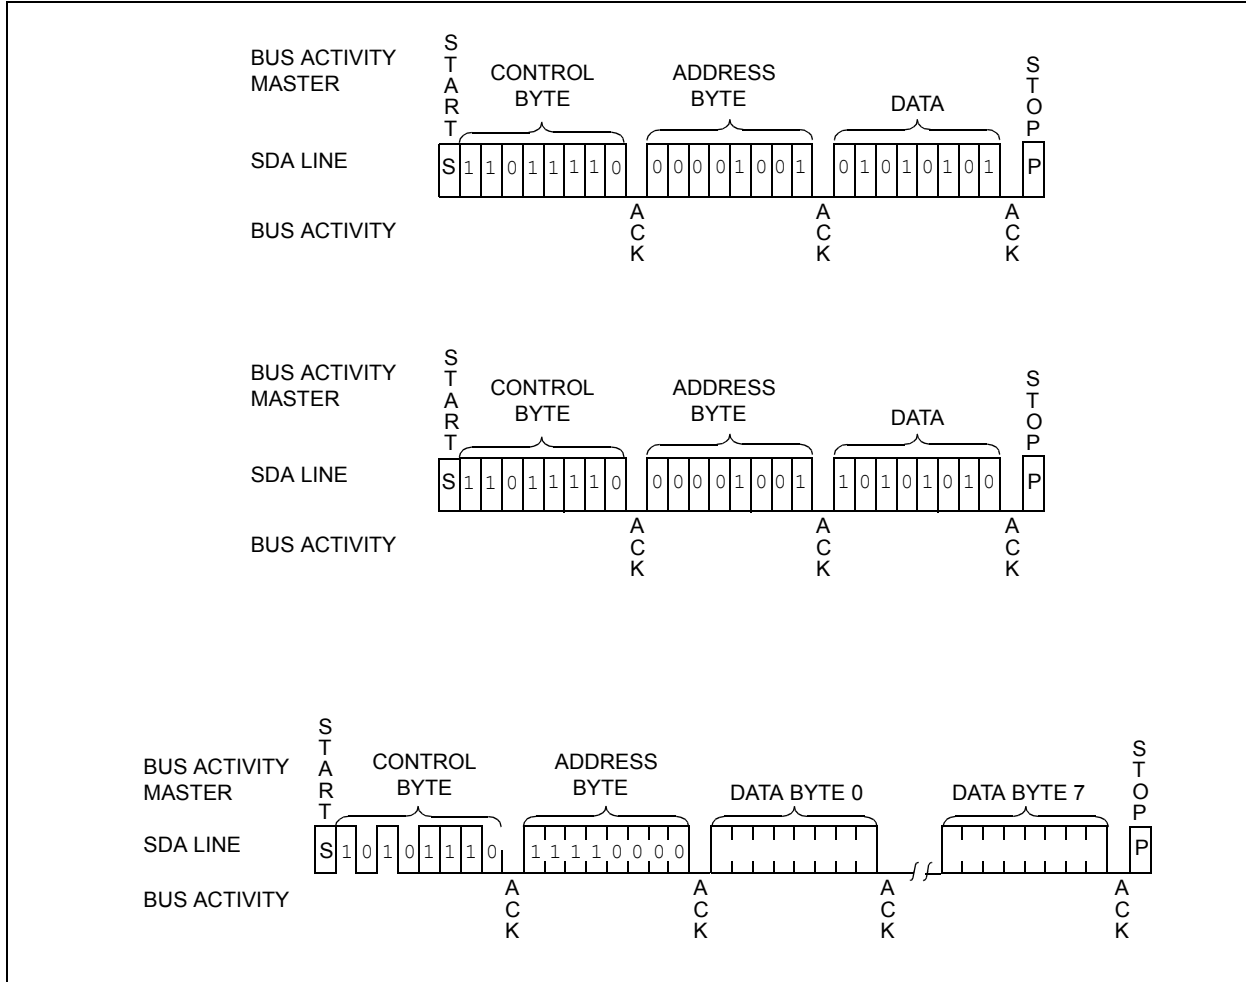 START
BUS ACTIVITY
MASTER
CONTROL
BYTE
ADDRESS
BYTE
DATA
STOP
SDA LINE
S 1 1 0 1 1 1 1 0 0 0 0 0 1 0 0 1 0 1 0 1 0 1 0 1 P
BUS ACTIVITY
ACK
ACK
ACK
START
BUS ACTIVITY
MASTER
CONTROL
BYTE
ADDRESS
BYTE
DATA
STOP
SDA LINE
S 1 1 0 1 1 1 1 0 0 0 0 0 1 0 0 1 1 0 1 0 1 0 1 0 P
BUS ACTIVITY
ACK
ACK
ACK
START
BUS ACTIVITY
MASTER
CONTROL
BYTE
ADDRESS
BYTE
DATA BYTE 0
DATA BYTE 7
STOP
SDA LINE
S 1 0 1 0 1 1 1 0 1 1 1 1 0 0 0 0 P
BUS ACTIVITY
ACK
ACK
ACK
ACK